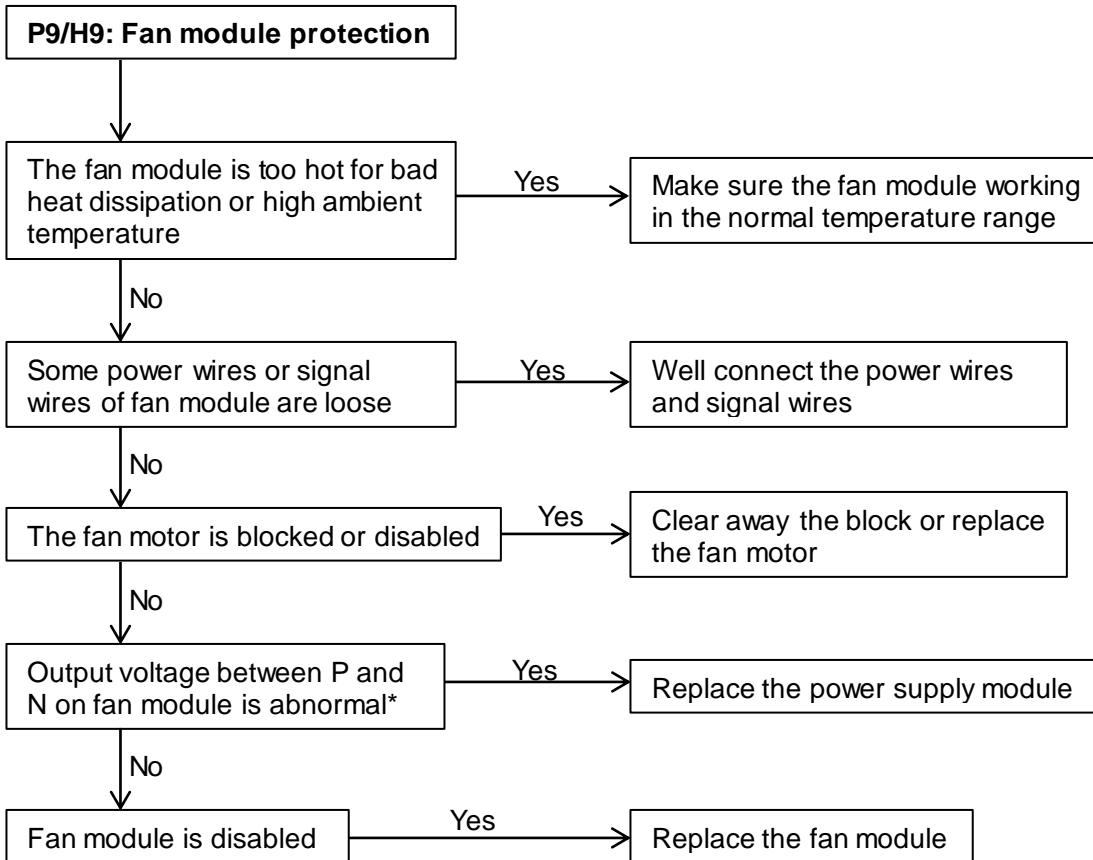 P9/H9: Fan module protection
The fan module is too hot for bad
heat dissipation or high ambient
temperature
Yes
Make sure the fan module working
in the normal temperature range
No
Some power wires or signal
wires of fan module are loose
Yes
Well connect the power wires
and signal wires
No
The fan motor is blocked or disabled
Yes
Clear away the block or replace
the fan motor
No
Output voltage between P and
N on fan module is abnormal*
Yes
Replace the power supply module
No
Fan module is disabled
Yes
Replace the fan module